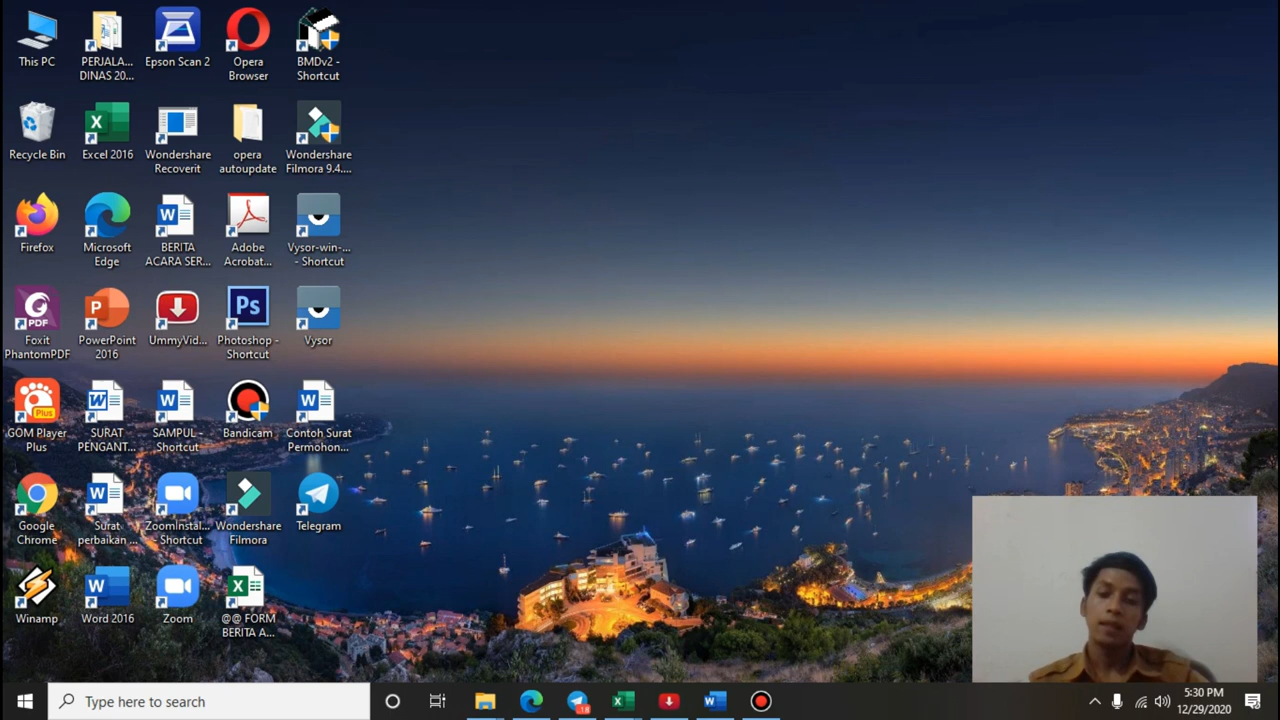 This PC
PERJALA...
DINAS 20...
Epson Scan 2
Opera
Browser
BMDv2 -
Shortcut
Recycle Bin
Excel 2016
Wondershare
Recoverit
opera
autoupdate
Wondershare
Filmora 9.4....
Firefox
Microsoft
Edge
BERITA
ACARA SER...
Adobe
Acrobat...
Vysor-win-...
- Shortcut
PDF
Foxit
PhantomPDF
PowerPoint
2016
UmmyVid...
Ps
Photoshop -
Shortcut
Vysor
Plus
GOM Player
Plus
SURAT
PENGANT...
SAMPUL -
Shortcut
Bandicam
Contoh Surat
Permohon...
Google
Chrome
Surat
perbaikan ...
ZoomInstal...
- Shortcut
Wondershare
Filmora
Telegram
Winamp
Word 2016
Zoom
@@ FORM
BERITA A...
Type here to search
18
5:30 PM
12/29/2020